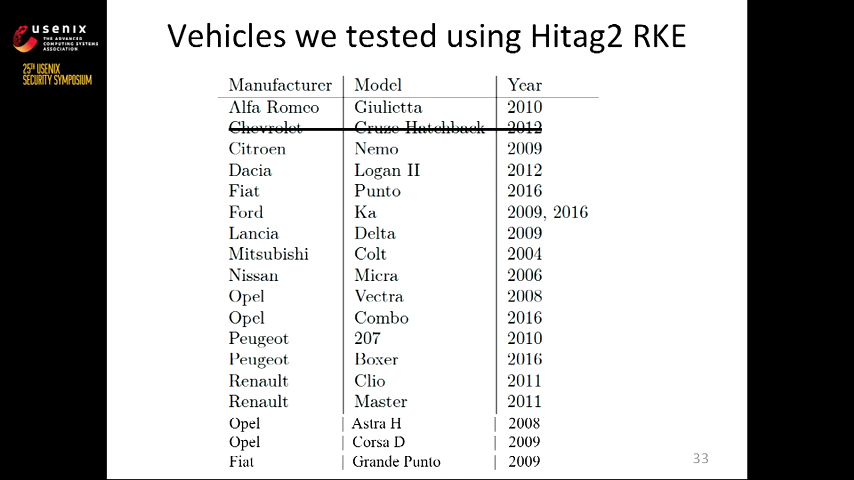 usenix
THE ADVANCED
COMPUTING SYSTEMS
ASSOCIATION
25TH USENIX
SECURITY SYMPOSIUM
Vehicles we tested using Hitag2 RKE
Manufacturer Model Year
Alfa Romeo Giulietta 2010
Chevrolet Cruze Hatchback 2012
Citroen Nemo 2009
Dacia Logan II 2012
Fiat Punto 2016
Ford Ka 2009, 2016
Lancia Delta 2009
Mitsubishi Colt 2004
Nissan Micra 2006
Opel Vectra 2008
Opel Combo 2016
Peugeot 207 2010
Peugeot Boxer 2016
Renault Clio 2011
Renault Master 2011
Opel | Astra H | 2008
Opel | Corsa D | 2009
Fiat | Grande Punto | 2009
33